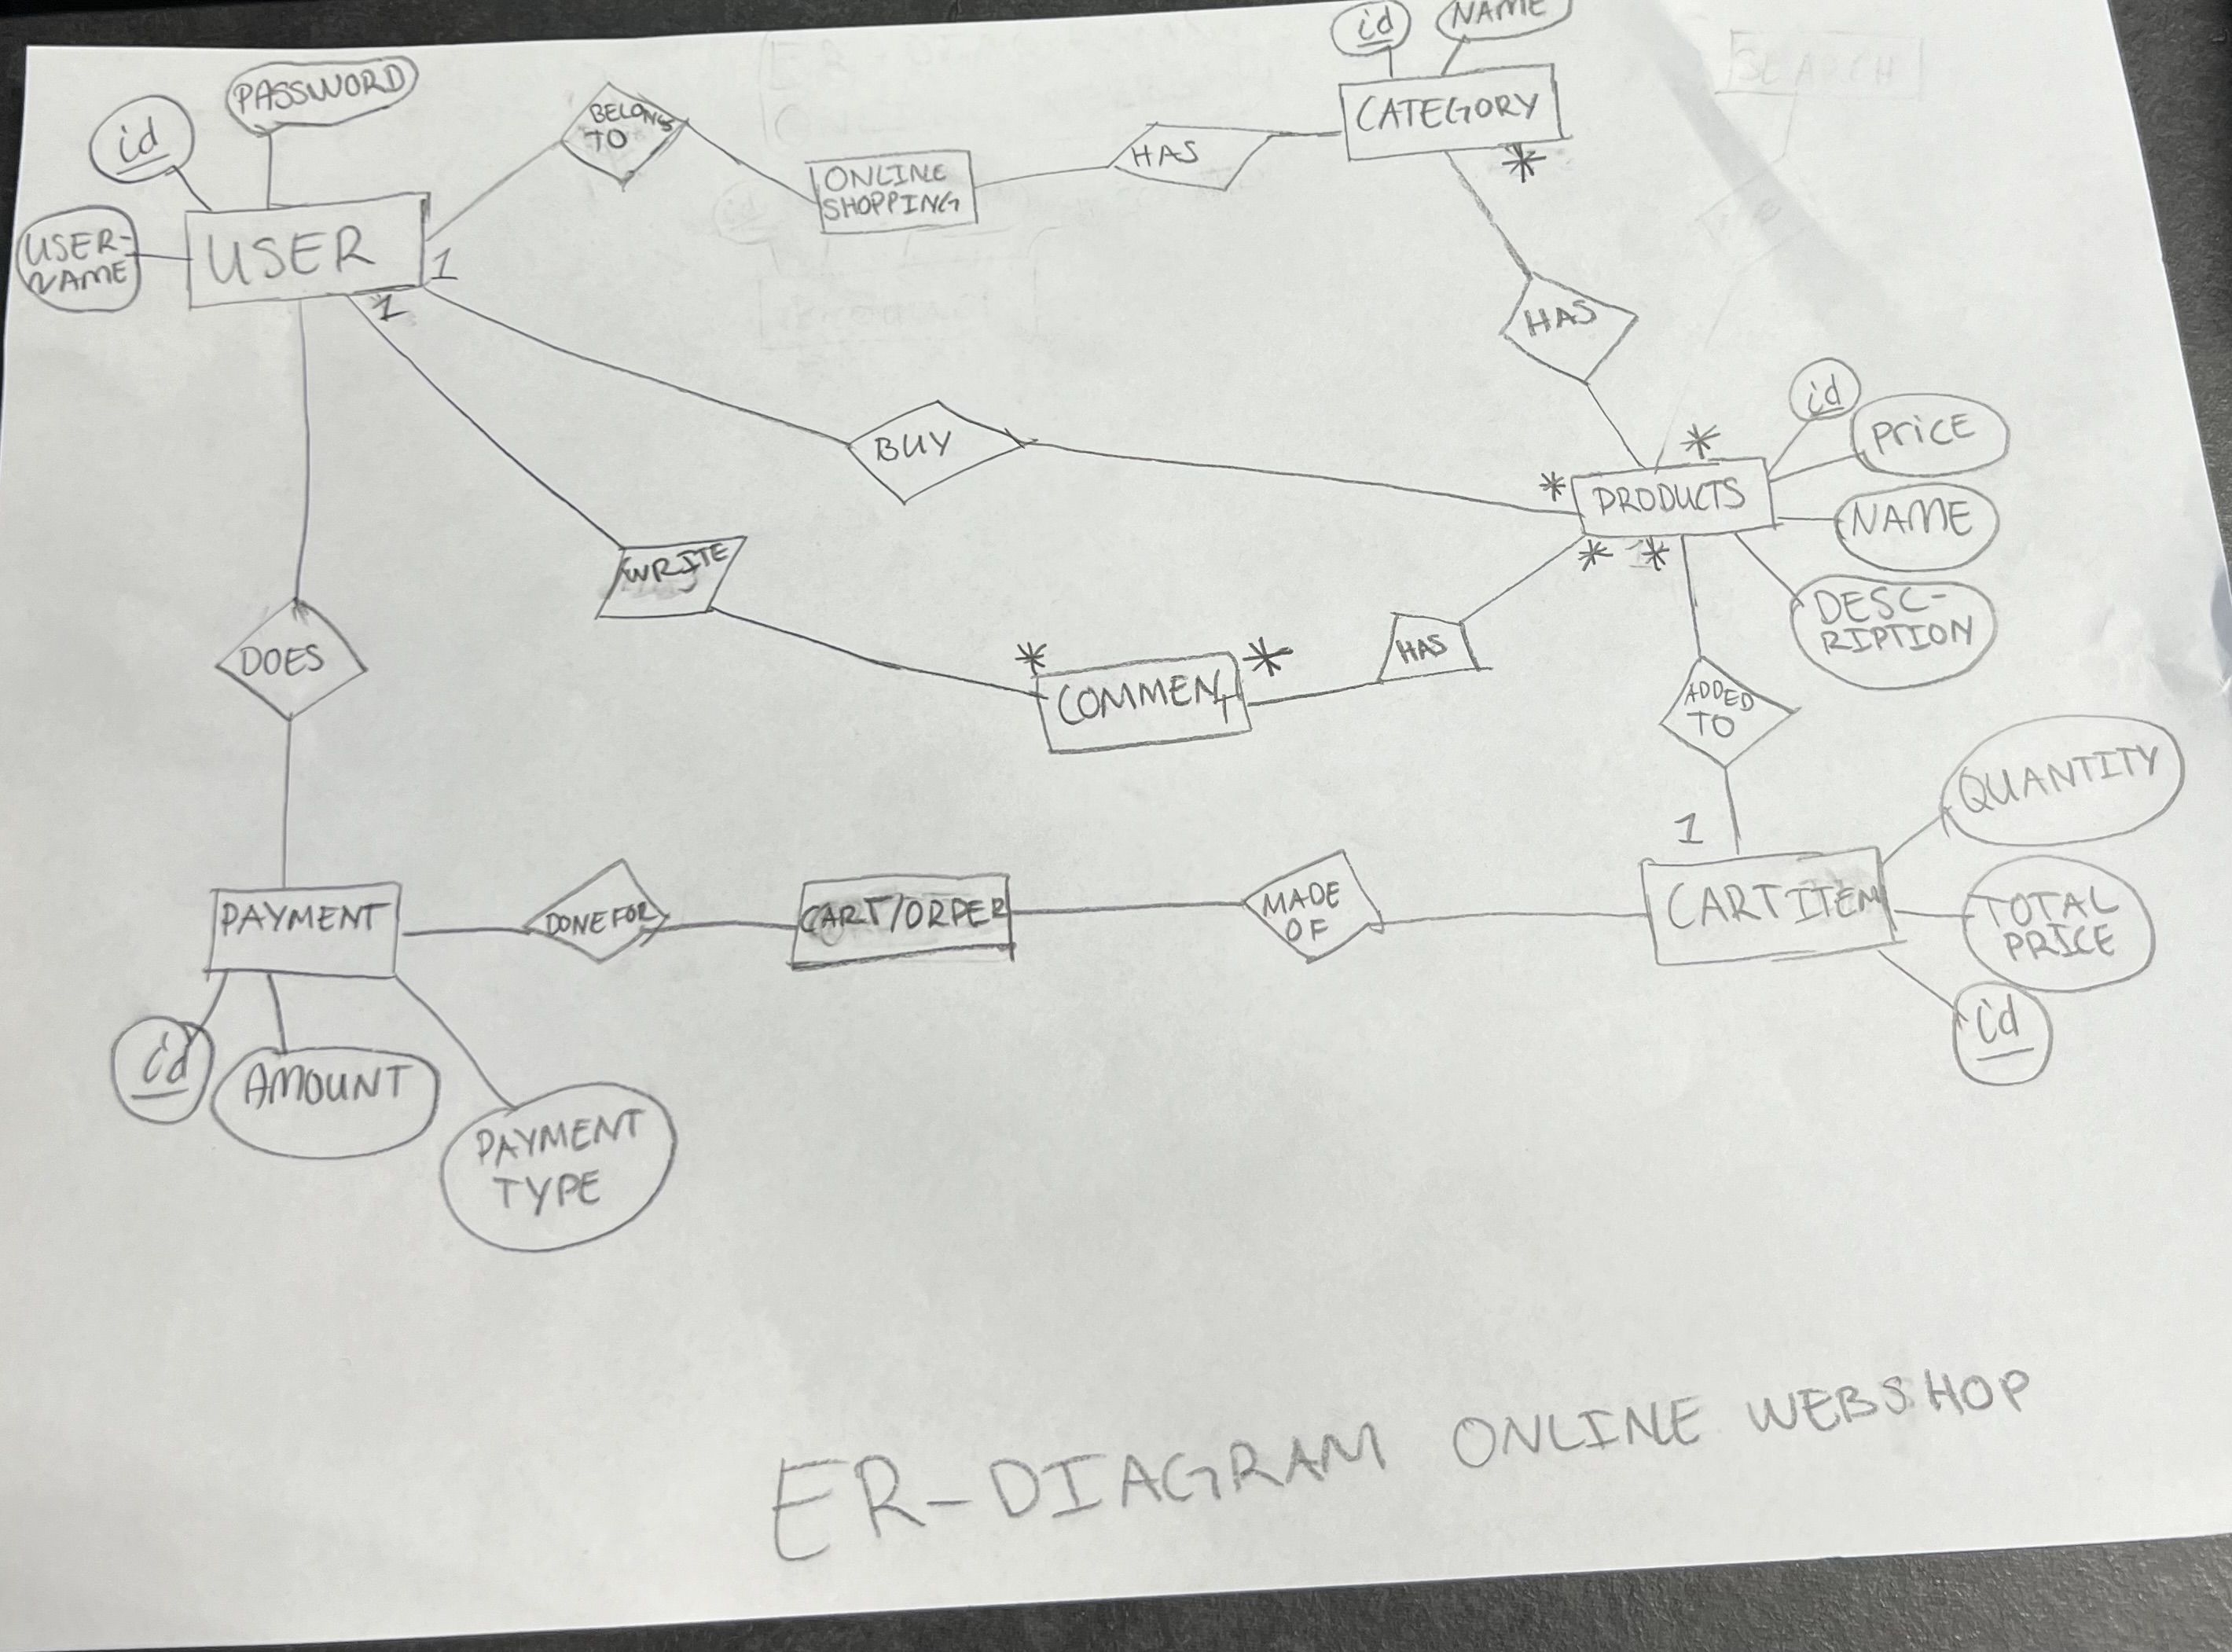 id
NAME
PASSWORD
id
BELONGS
TO
CATEGORY
*
ONLINE
SHOPPING
HAS
USER-
NAME
USER
1
1
HAS
id
PRICE
BUY
*
*
PRODUCTS
NAME
*
*
WRITE
DESC-
RIPTION
DOES
*
COMMENT
*
HAS
ADDED
TO
QUANTITY
1
PAYMENT
DONE FOR
CART/ORDER
MADE
OF
CART ITEM
TOTAL
PRICE
id
id
AMOUNT
PAYMENT
TYPE
ER-DIAGRAM ONLINE WEBSHOP